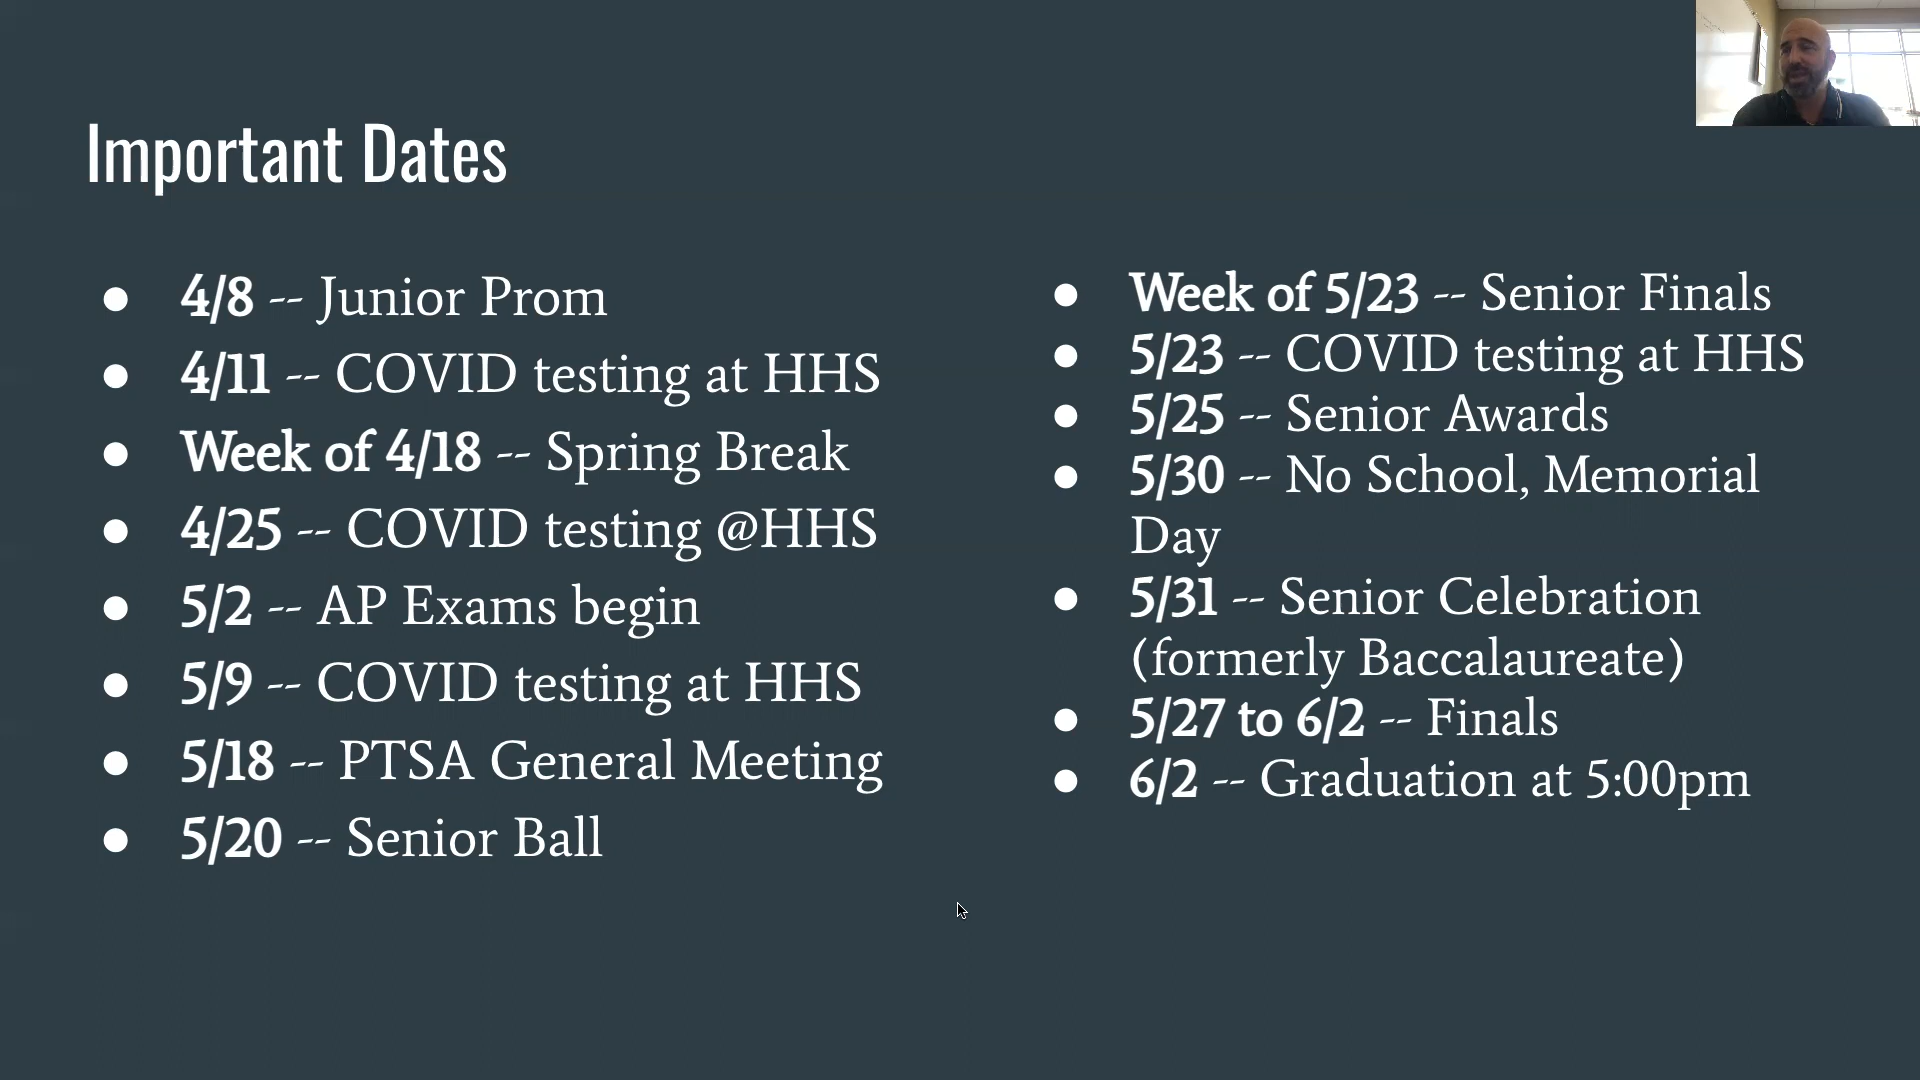 Important Dates
● 4/8 -- Junior Prom
● 4/11 -- COVID testing at HHS
● Week of 4/18 -- Spring Break
● 4/25 -- COVID testing @HHS
● 5/2 -- AP Exams begin
● 5/9 -- COVID testing at HHS
● 5/18 -- PTSA General Meeting
● 5/20 -- Senior Ball
● Week of 5/23 -- Senior Finals
● 5/23 -- COVID testing at HHS
● 5/25 -- Senior Awards
● 5/30 -- No School, Memorial
Day
● 5/31 -- Senior Celebration
(formerly Baccalaureate)
● 5/27 to 6/2 -- Finals
● 6/2 -- Graduation at 5:00pm